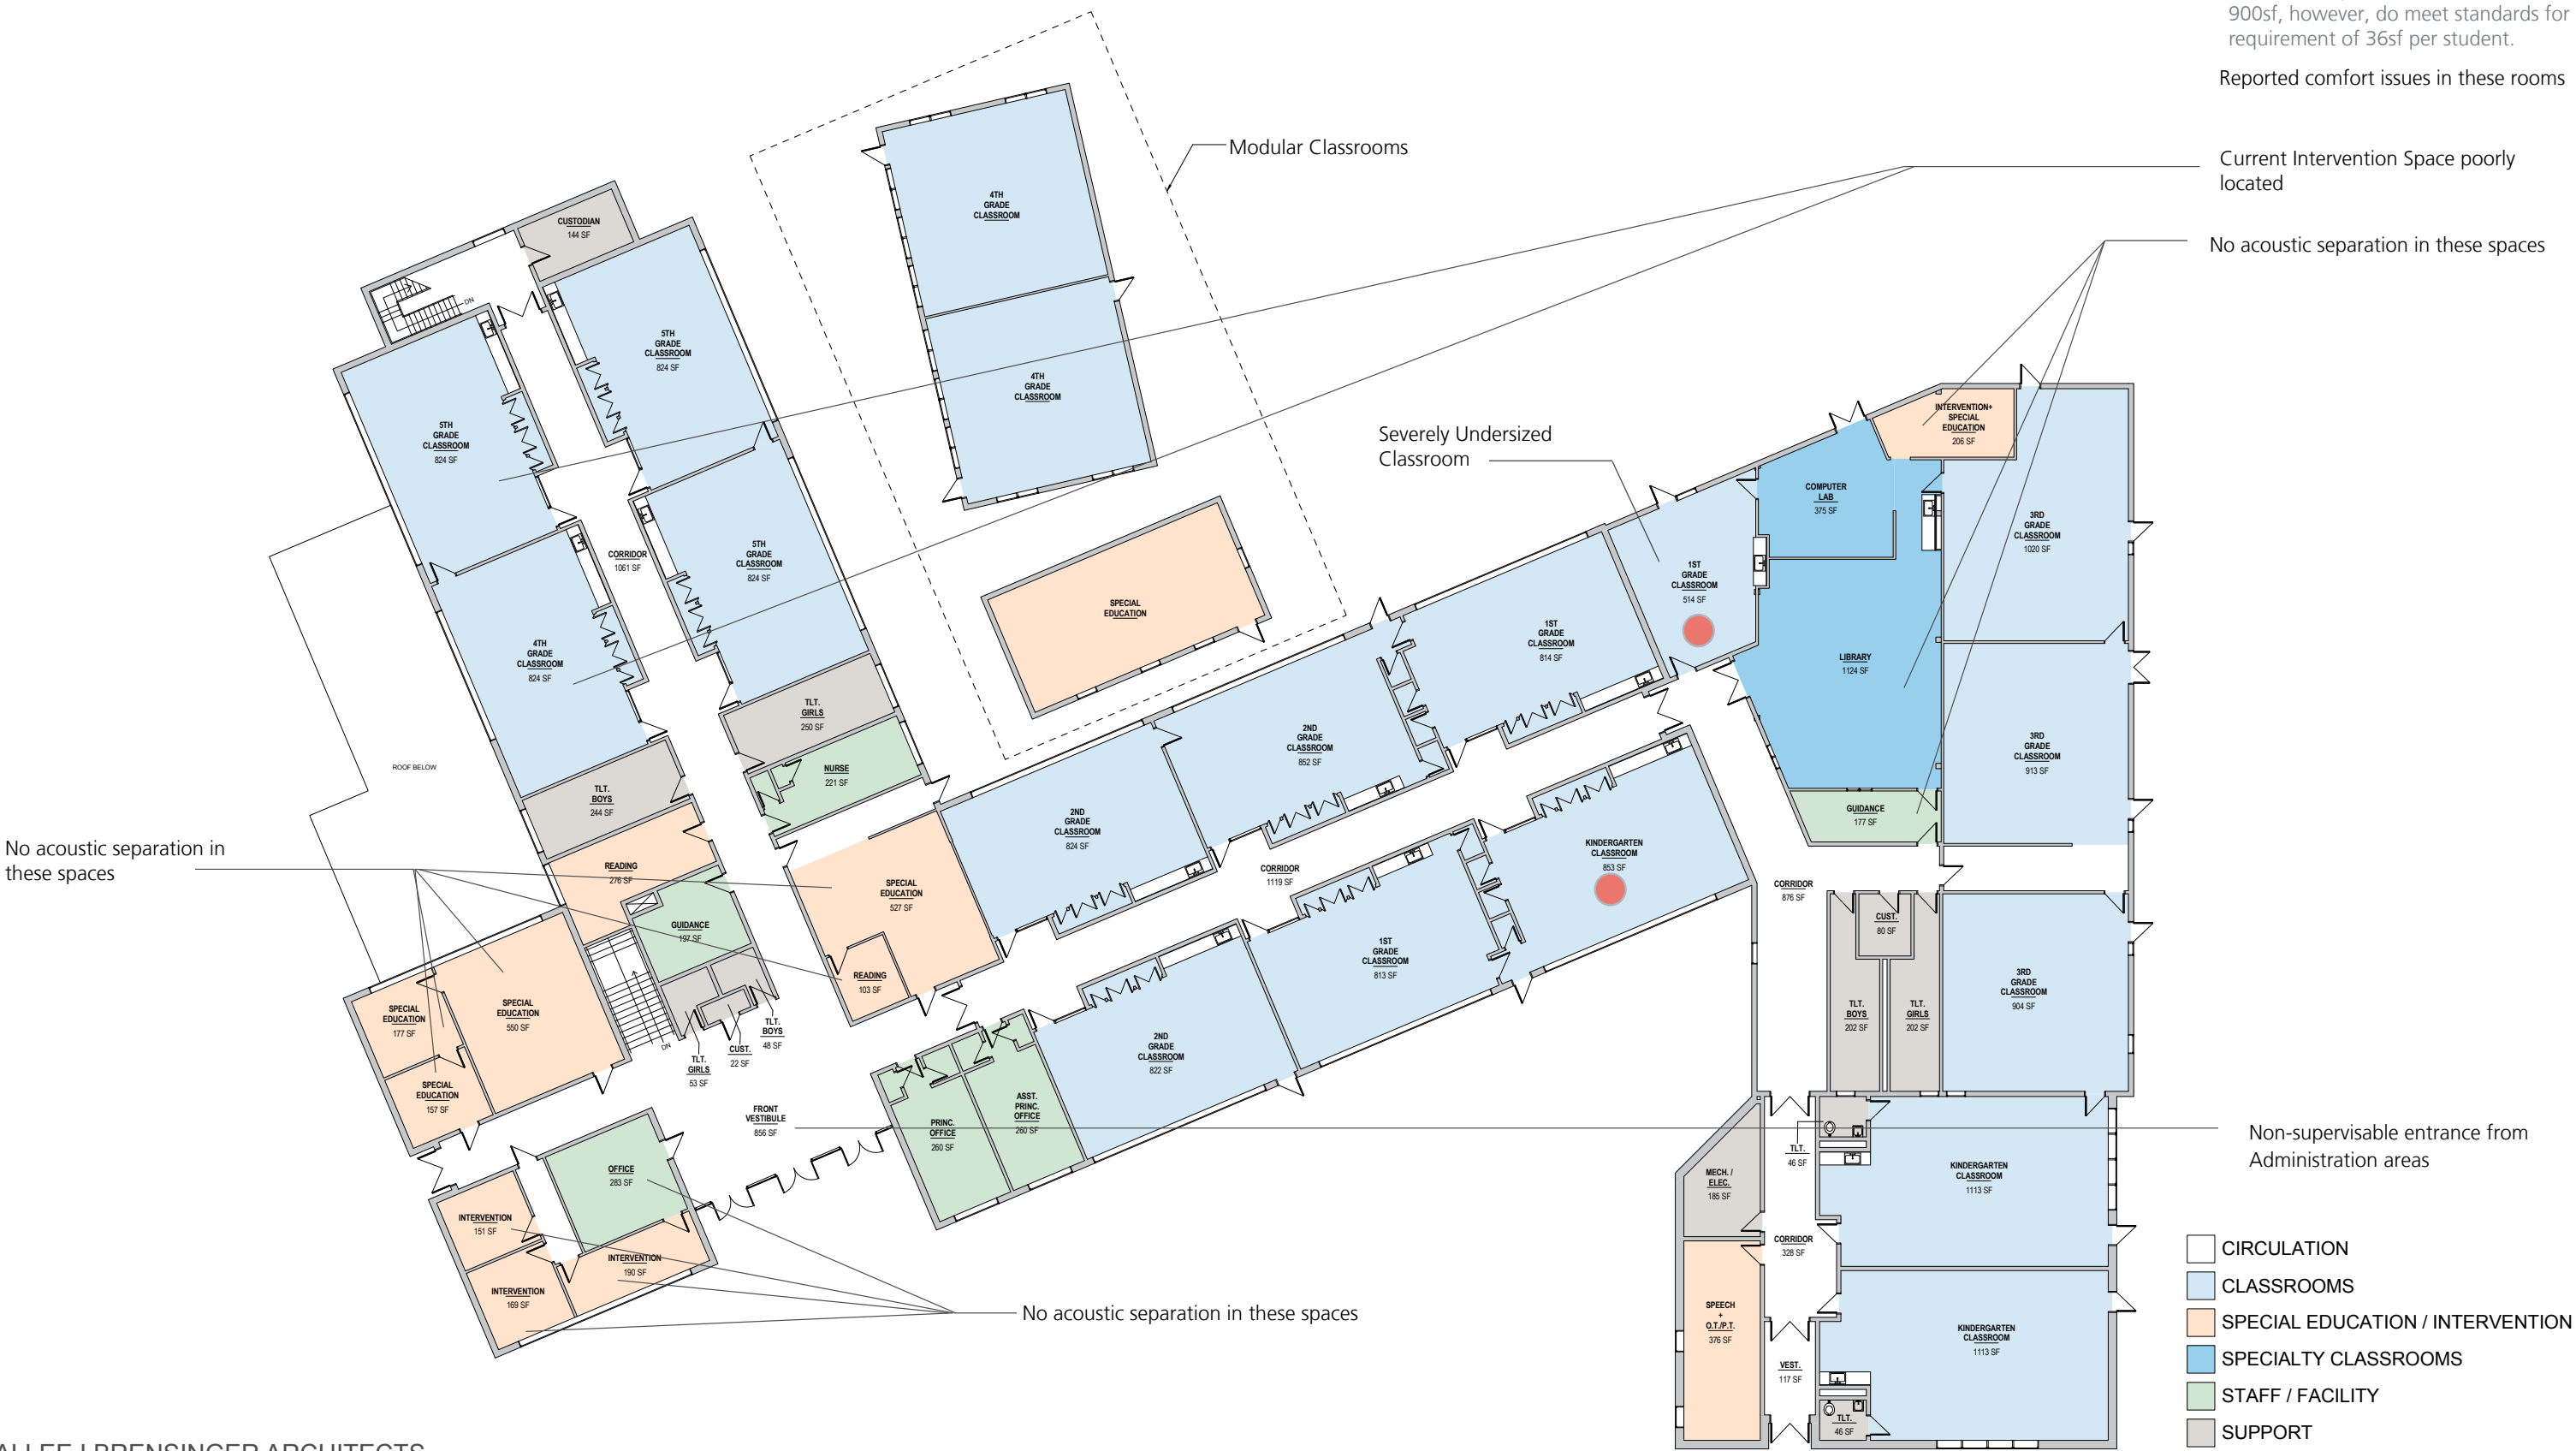 900sf, however, do meet standards for
requirement of 36sf per student.
Reported comfort issues in these rooms
Current Intervention Space poorly
located
No acoustic separation in these spaces
Modular Classrooms
Severely Undersized
Classroom
No acoustic separation in
these spaces
No acoustic separation in these spaces
Non-supervisable entrance from
Administration areas
CUSTODIAN
144 SF
DN
5TH
GRADE
CLASSROOM
824 SF
5TH
GRADE
CLASSROOM
824 SF
5TH
GRADE
CLASSROOM
824 SF
4TH
GRADE
CLASSROOM
824 SF
CORRIDOR
1061 SF
4TH
GRADE
CLASSROOM
4TH
GRADE
CLASSROOM
SPECIAL
EDUCATION
ROOF BELOW
TLT.
GIRLS
250 SF
NURSE
221 SF
TLT.
BOYS
244 SF
READING
276 SF
GUIDANCE
197 SF
SPECIAL
EDUCATION
527 SF
READING
103 SF
SPECIAL
EDUCATION
177 SF
SPECIAL
EDUCATION
550 SF
SPECIAL
EDUCATION
157 SF
DN
TLT.
GIRLS
53 SF
CUST.
22 SF
TLT.
BOYS
48 SF
FRONT
VESTIBULE
856 SF
OFFICE
283 SF
INTERVENTION
151 SF
INTERVENTION
190 SF
INTERVENTION
169 SF
PRINC.
OFFICE
260 SF
ASST.
PRINC.
OFFICE
260 SF
2ND
GRADE
CLASSROOM
824 SF
2ND
GRADE
CLASSROOM
852 SF
1ST
GRADE
CLASSROOM
814 SF
1ST
GRADE
CLASSROOM
514 SF
CORRIDOR
1119 SF
2ND
GRADE
CLASSROOM
822 SF
1ST
GRADE
CLASSROOM
813 SF
KINDERGARTEN
CLASSROOM
853 SF
COMPUTER
LAB
375 SF
INTERVENTION+
SPECIAL
EDUCATION
206 SF
LIBRARY
1124 SF
GUIDANCE
177 SF
3RD
GRADE
CLASSROOM
1020 SF
3RD
GRADE
CLASSROOM
913 SF
3RD
GRADE
CLASSROOM
904 SF
CORRIDOR
876 SF
CUST.
80 SF
TLT.
BOYS
202 SF
TLT.
GIRLS
202 SF
TLT.
46 SF
MECH. /
ELEC.
185 SF
CORRIDOR
328 SF
KINDERGARTEN
CLASSROOM
1113 SF
SPEECH
+
O.T./P.T.
376 SF
KINDERGARTEN
CLASSROOM
1113 SF
VEST.
117 SF
TLT.
46 SF
CIRCULATION
CLASSROOMS
SPECIAL EDUCATION / INTERVENTION
SPECIALTY CLASSROOMS
STAFF / FACILITY
SUPPORT